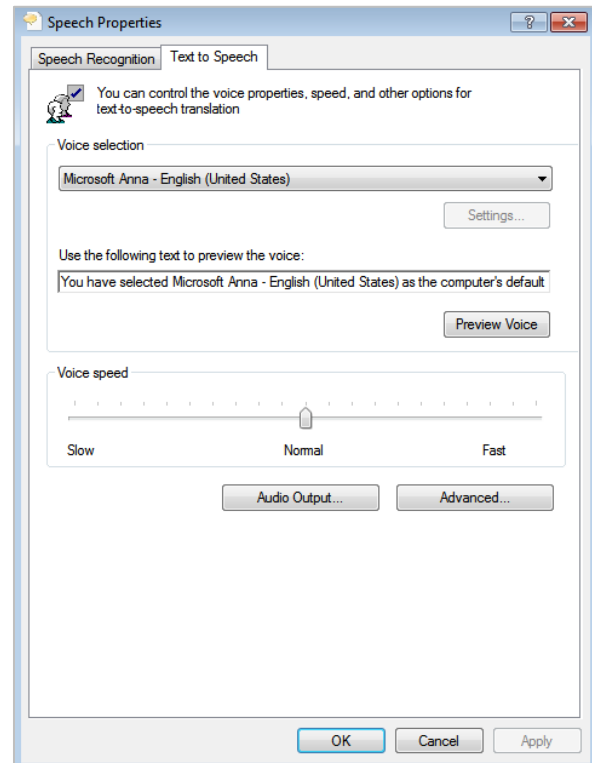 Speech Properties
Speech Recognition Text to Speech
You can control the voice properties, speed, and other options for
text-to-speech translation
Voice selection
Microsoft Anna - English (United States)
Settings...
Use the following text to preview the voice:
You have selected Microsoft Anna - English (United States) as the computer's default
Preview Voice
Voice speed
Slow Normal Fast
Audio Output... Advanced...
OK Cancel Apply